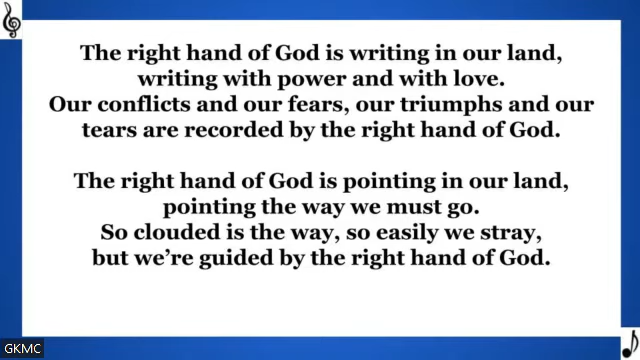 The right hand of God is writing in our land,
writing with power and with love.
Our conflicts and our fears, our triumphs and our
tears are recorded by the right hand of God.
The right hand of God is pointing in our land,
pointing the way we must go.
So clouded is the way, so easily we stray,
but we’re guided by the right hand of God.
GKMC